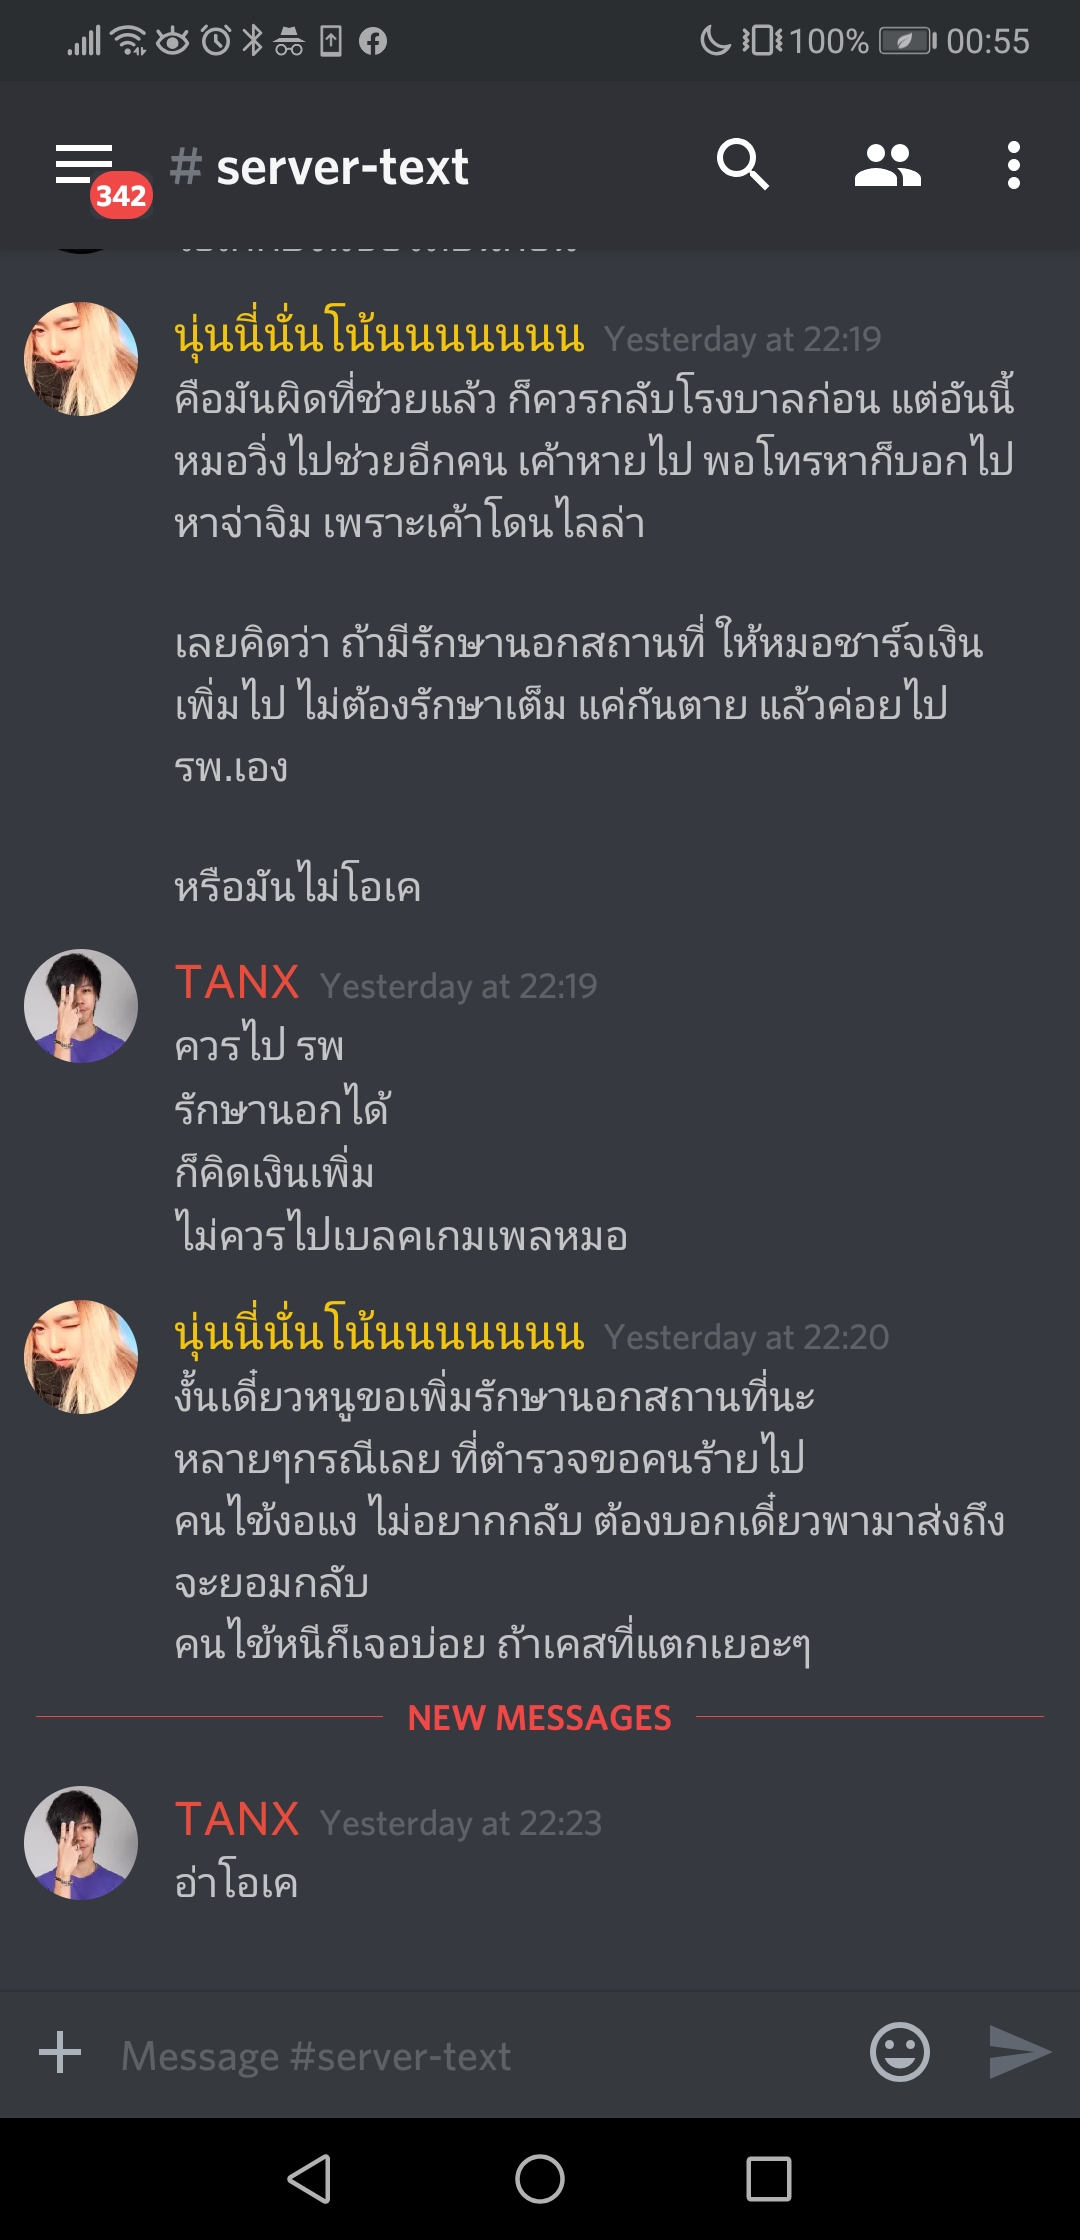 100% 00:55
342
# server-text
นุ่นนี่นั่นโน้นนนนนนนน Yesterday at 22:19
คือมันผิดที่ช่วยแล้ว ก็ควรกลับโรงบาลก่อน แต่อันนี้
หมอวิ่งไปช่วยอีกคน เค้าหายไป พอโทรหาก็บอกไป
หาจ่าจิม เพราะเค้าโดนไลล่า
เลยคิดว่า ถ้ามีรักษานอกสถานที่ ให้หมอชาร์จเงิน
เพิ่มไป ไม่ต้องรักษาเต็ม แค่กันตาย แล้วค่อยไป
รพ.เอง
หรือมันไม่โอเค
TANX Yesterday at 22:19
ควรไป รพ
รักษานอกได้
ก็คิดเงินเพิ่ม
ไม่ควรไปเบลคเกมเพลหมอ
นุ่นนี่นั่นโน้นนนนนนนน Yesterday at 22:20
งั้นเดี๋ยวหนูขอเพิ่มรักษานอกสถานที่นะ
หลายๆกรณีเลย ที่ตำรวจขอคนร้ายไป
คนไข้งอแง ไม่อยากกลับ ต้องบอกเดี๋ยวพามาส่งถึง
จะยอมกลับ
คนไข้หนีก็เจอบ่อย ถ้าเคสที่แตกเยอะๆ
NEW MESSAGES
TANX Yesterday at 22:23
อ่าโอเค
Message #server-text